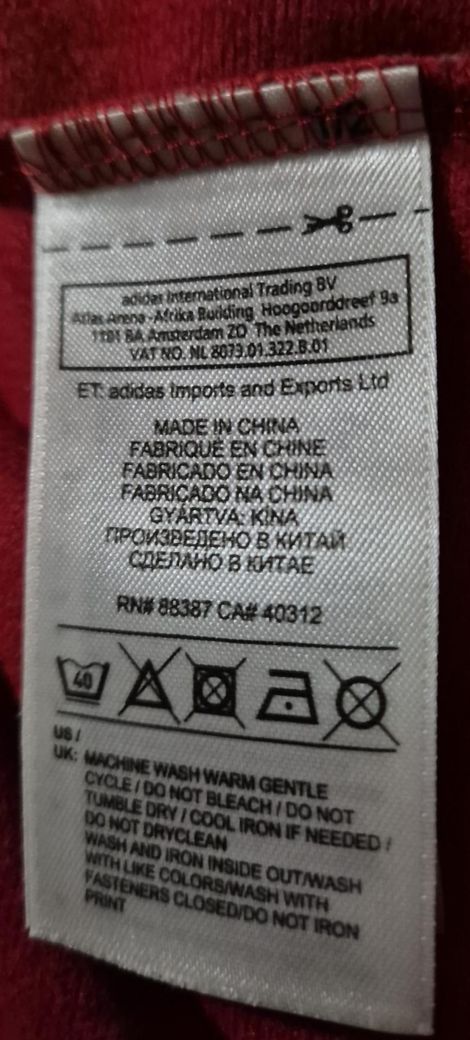 1/2
adidas International Trading BV
Atlas Arena - Afrika Building Hoogoorddreef 9a
1101 BA Amsterdam ZO The Netherlands
VAT NO. NL 8073.01.322.B.01
ET: adidas Imports and Exports Ltd
MADE IN CHINA
FABRIQUÉ EN CHINE
FABRICADO EN CHINA
FABRICADO NA CHINA
GYÁRTVA: KÍNA
ПРОИЗВЕДЕНО В КИТАЙ
СДЕЛАНО В КИТАЕ
RN# 88387 CA# 40312
40
US /
UK: MACHINE WASH WARM GENTLE
CYCLE / DO NOT BLEACH / DO NOT
TUMBLE DRY / COOL IRON IF NEEDED /
DO NOT DRYCLEAN
WASH AND IRON INSIDE OUT/WASH
WITH LIKE COLORS/WASH WITH
FASTENERS CLOSED/DO NOT IRON
PRINT